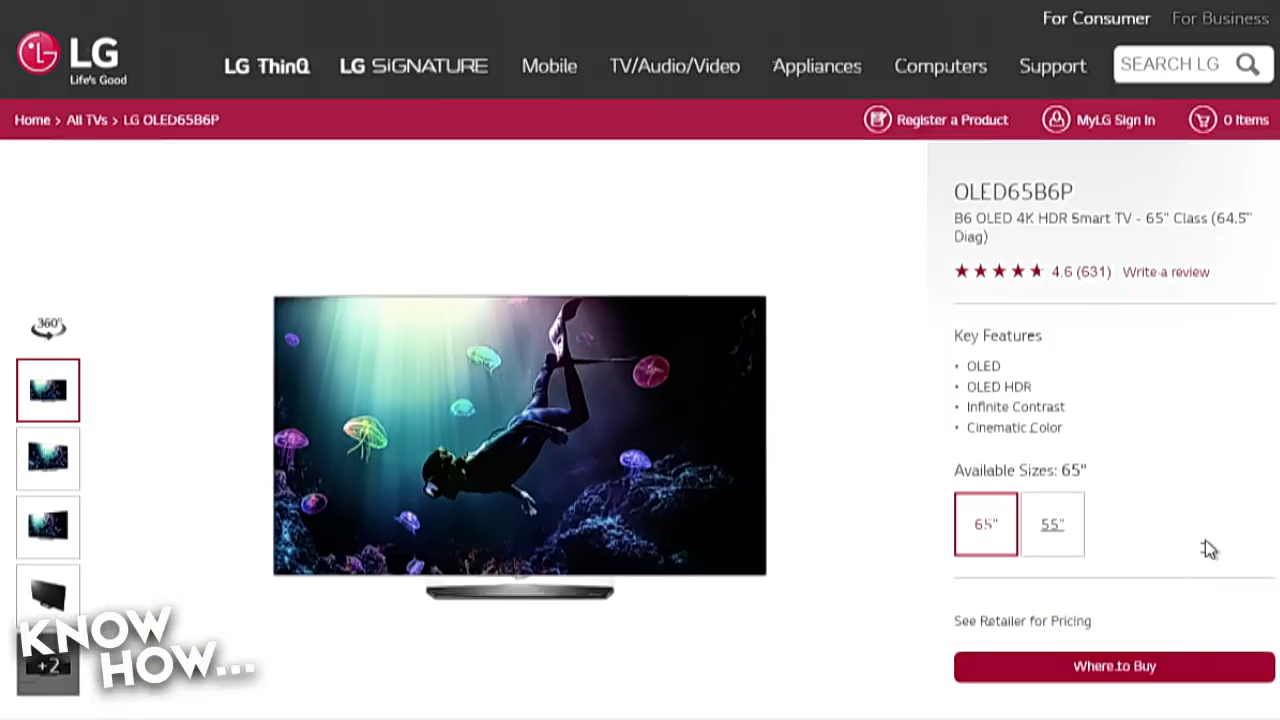 For Consumer For Business
LG
Life's Good
LG ThinQ LG SIGNATURE Mobile TV/Audio/Video Appliances Computers Support SEARCH LG
Home > All TVs > LG OLED65B6P Register a Product MyLG Sign In 0 Items
OLED65B6P
B6 OLED 4K HDR Smart TV - 65" Class (64.5"
Diag)
★★★★★ 4.6 (631) Write a review
360°
Key Features
• OLED
• OLED HDR
• Infinite Contrast
• Cinematic Color
Available Sizes: 65"
65" 55"
See Retailer for Pricing
Where to Buy
+2
KNOW
HOW...